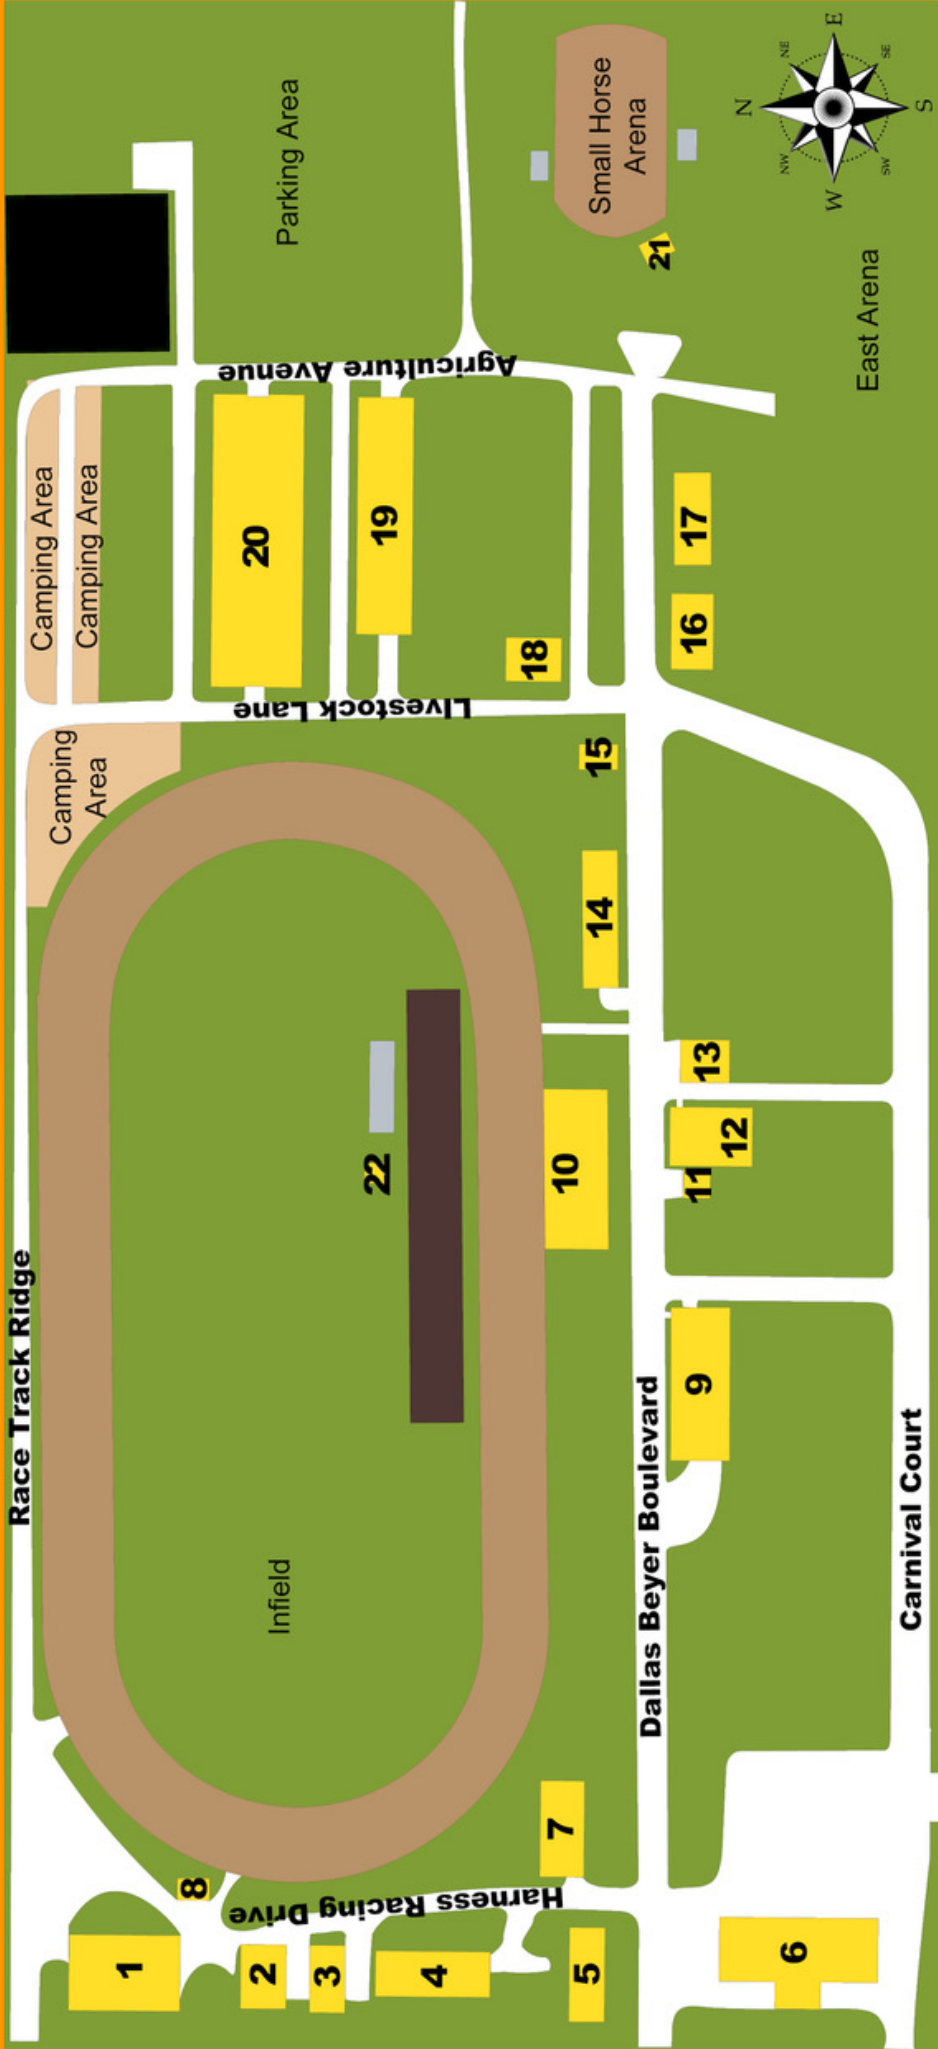 Race Track Ridge
Camping Area
Camping Area
Camping
Area
Parking Area
Small Horse
Arena
East Arena
N
NE
E
SE
S
SW
W
NW
Agriculture Avenue
LIvestock Lane
Harness Racing Drive
Dallas Beyer Boulevard
Carnival Court
Infield
1
2
3
4
5
6
7
8
9
10
11
12
13
14
15
16
17
18
19
20
21
22